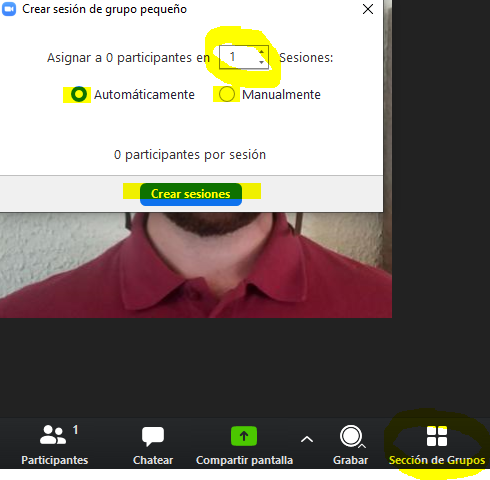 Crear sesión de grupo pequeño
Asignar a 0 participantes en 1 Sesiones:
Automáticamente Manualmente
0 participantes por sesión
Crear sesiones
1
Participantes Chatear Compartir pantalla Grabar Sección de Grupos